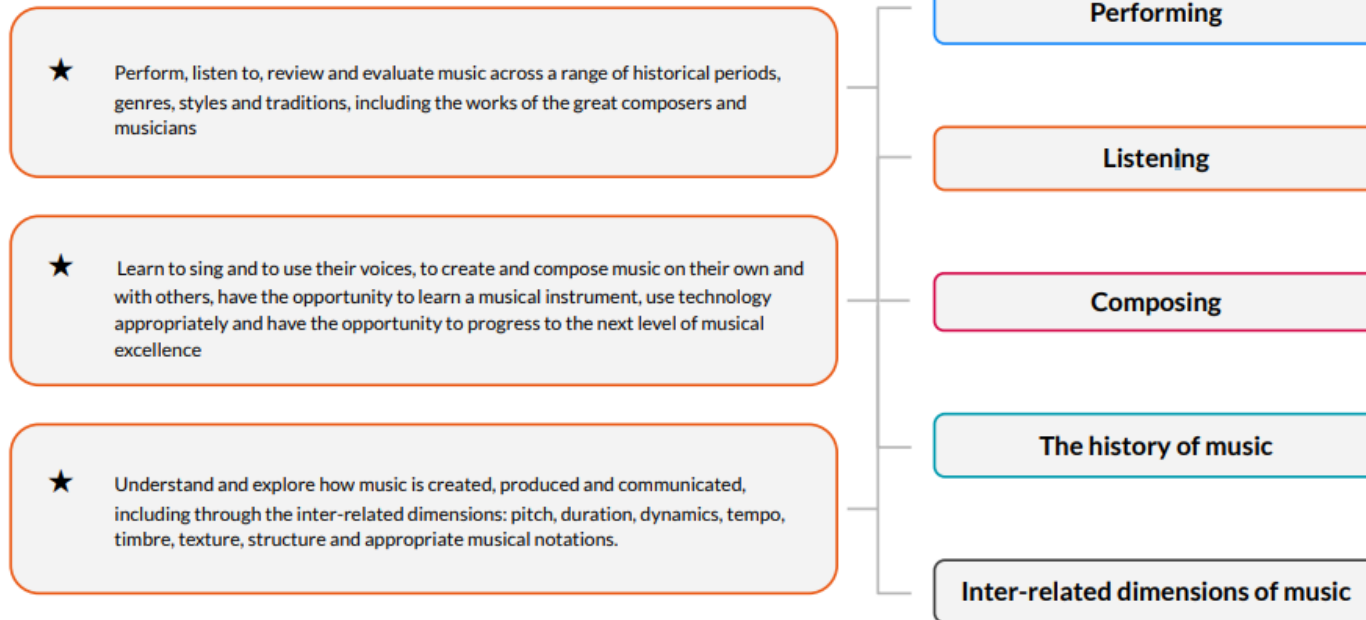 ★ Perform, listen to, review and evaluate music across a range of historical periods,
genres, styles and traditions, including the works of the great composers and
musicians
★ Learn to sing and to use their voices, to create and compose music on their own and
with others, have the opportunity to learn a musical instrument, use technology
appropriately and have the opportunity to progress to the next level of musical
excellence
★ Understand and explore how music is created, produced and communicated,
including through the inter-related dimensions: pitch, duration, dynamics, tempo,
timbre, texture, structure and appropriate musical notations.
Performing
Listening
Composing
The history of music
Inter-related dimensions of music